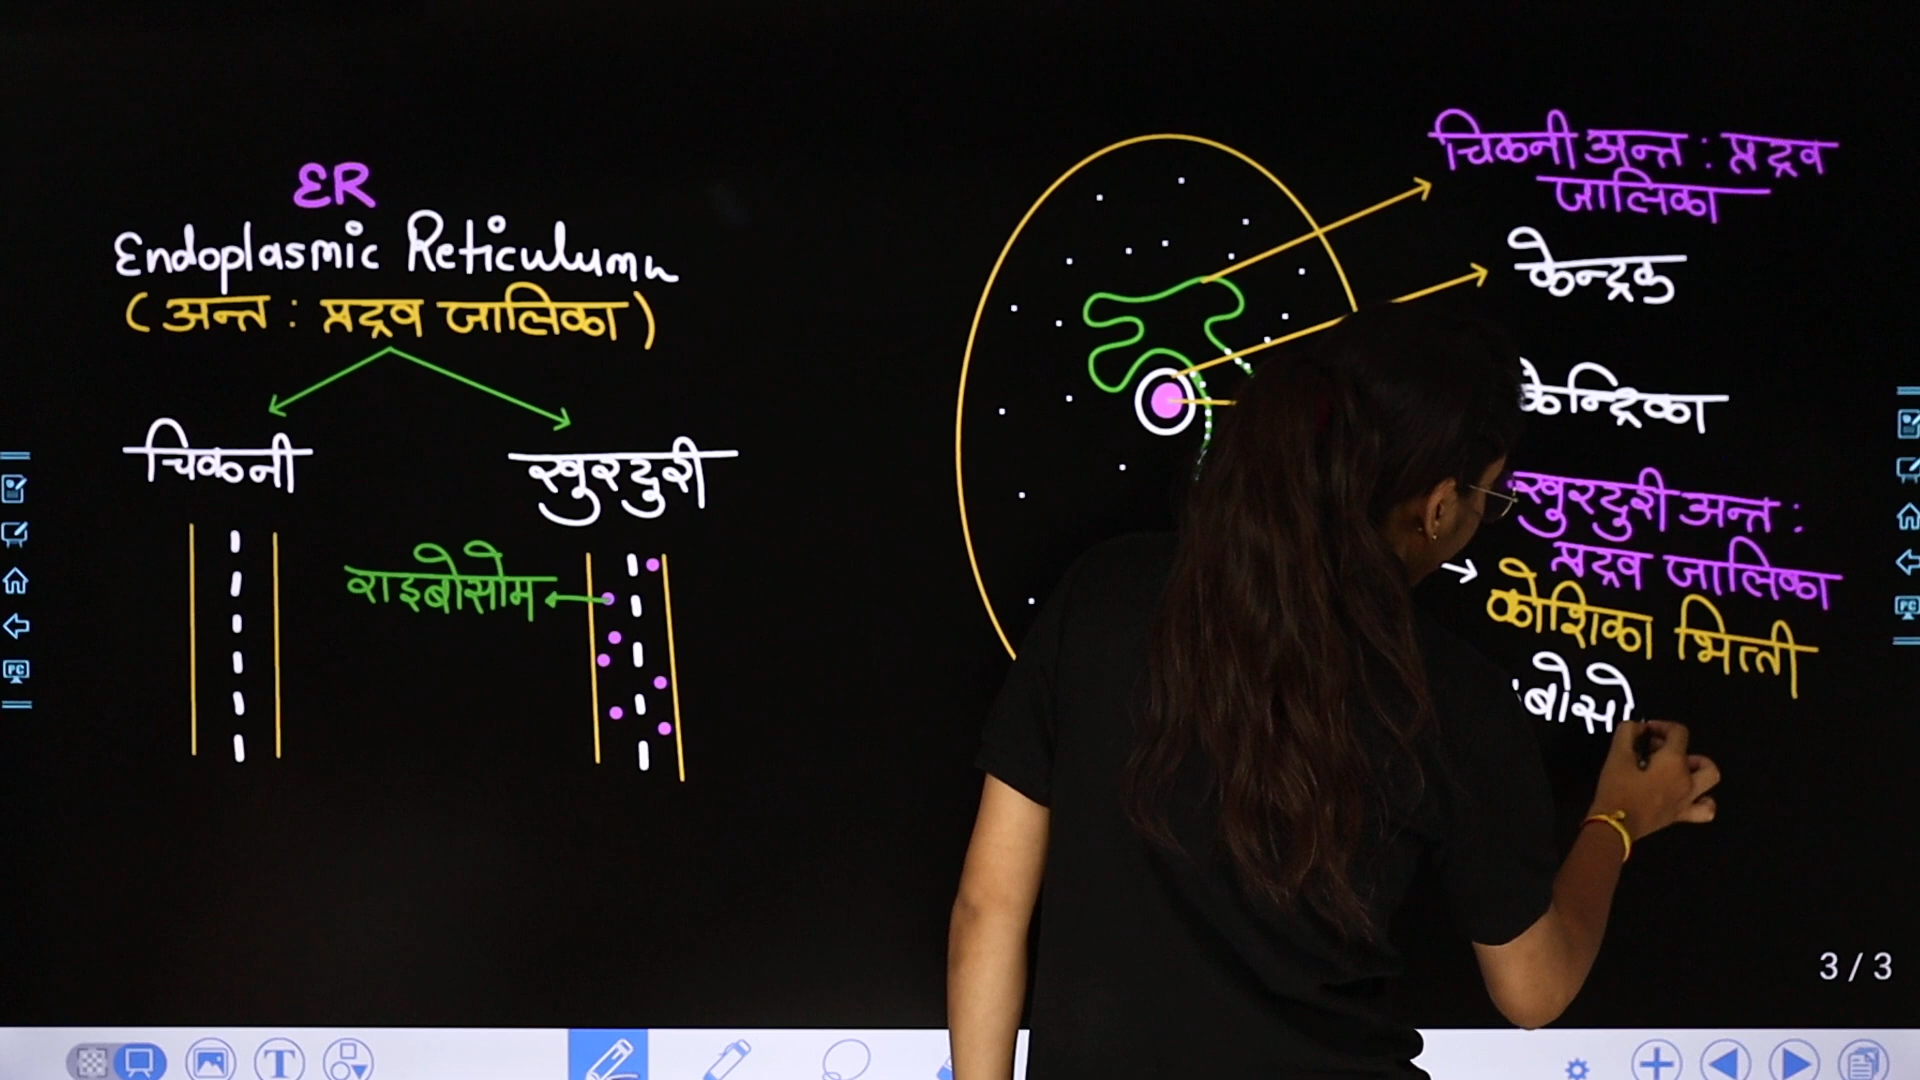 ER
Endoplasmic Reticulum
(अन्त : प्रद्रव जालिका)
चिकनी
खुरदुरी
राइबोसोम
चिकनी अन्त : प्रद्रव
जालिका
केन्द्रक
केन्द्रिका
खुरदुरी अन्त :
प्रद्रव जालिका
कोशिका भित्ती
3/3